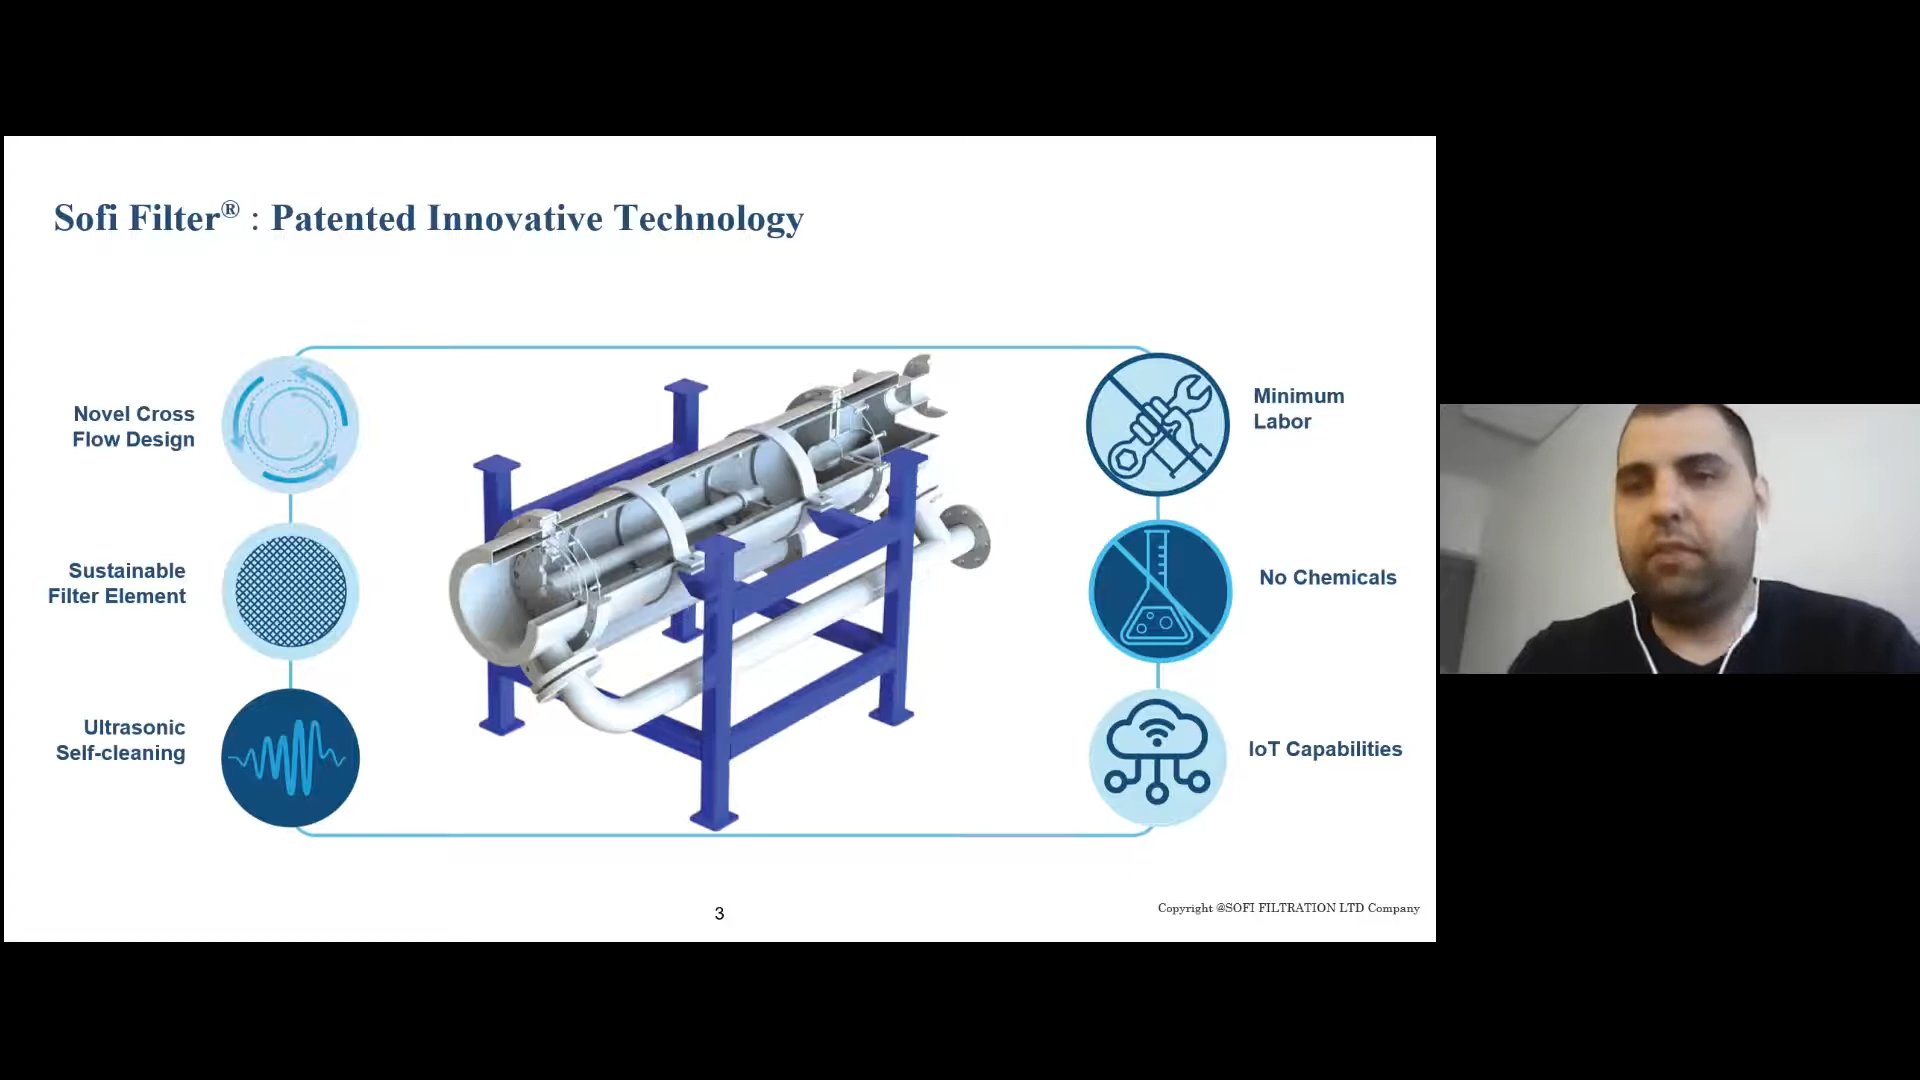 Sofi Filter® : Patented Innovative Technology
Novel Cross
Flow Design
Sustainable
Filter Element
Ultrasonic
Self-cleaning
Minimum
Labor
No Chemicals
IoT Capabilities
3
Copyright @SOFI FILTRATION LTD Company